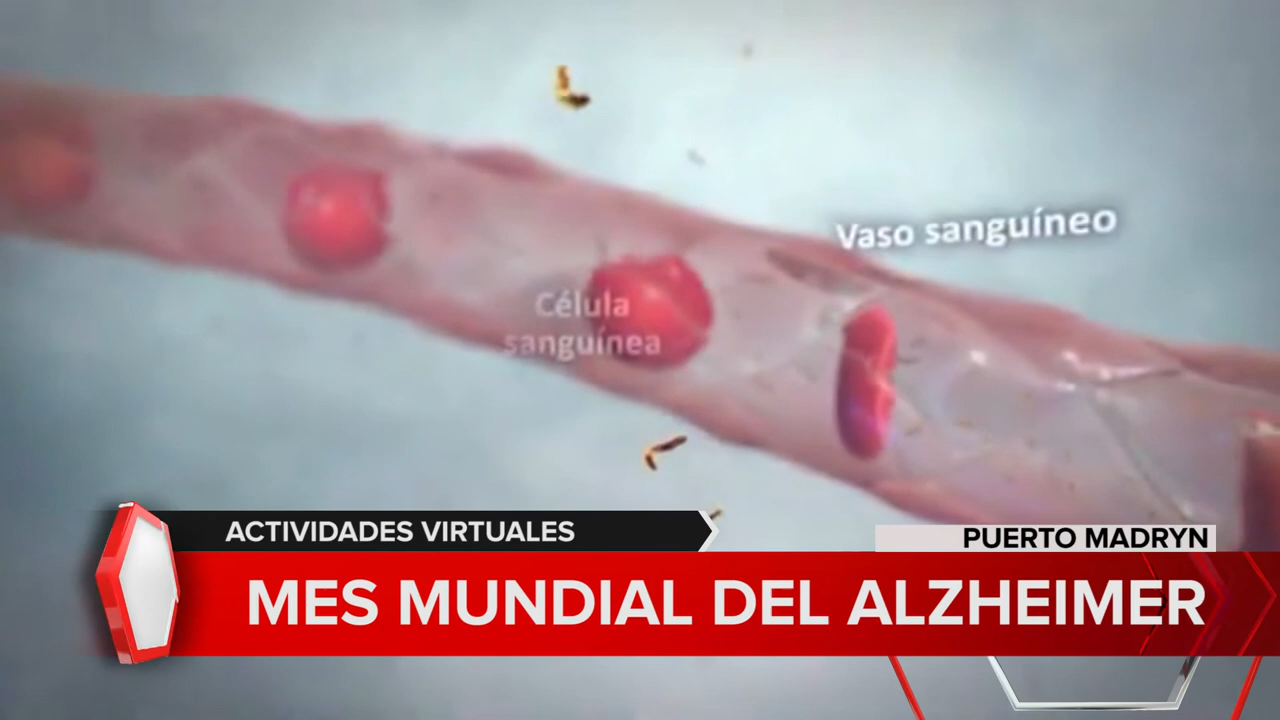 Vaso sanguíneo
Célula
sanguínea
ACTIVIDADES VIRTUALES
PUERTO MADRYN
MES MUNDIAL DEL ALZHEIMER